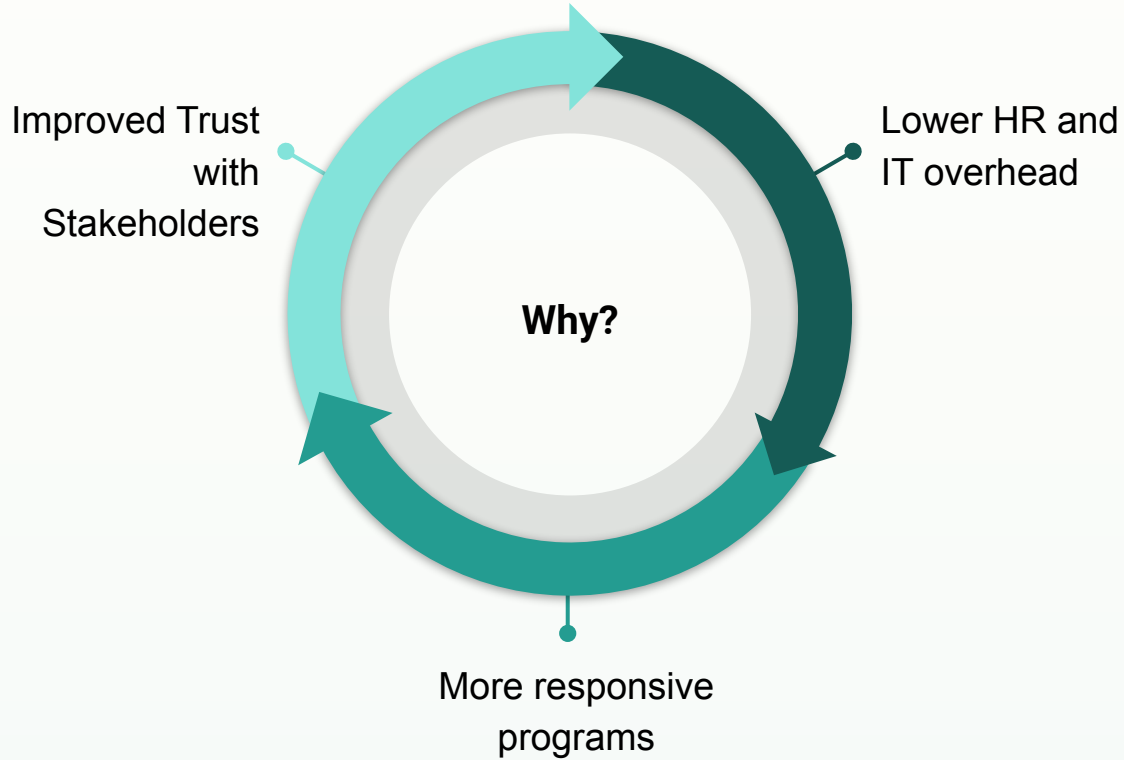 Improved Trust
with
Stakeholders
Lower HR and
IT overhead
Why?
More responsive
programs